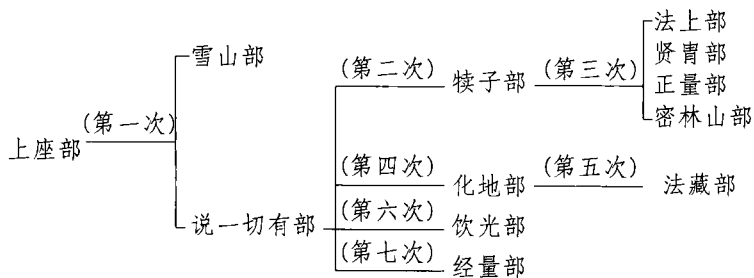 法上部
雪山部
(第二次)
(第三次)
贤胄部
犊子部
正量部
(第一次)
密林山部
上座部
(第四次)
(第五次)
化地部
法藏部
(第六次)
说一切有部
饮光部
(第七次)
经量部